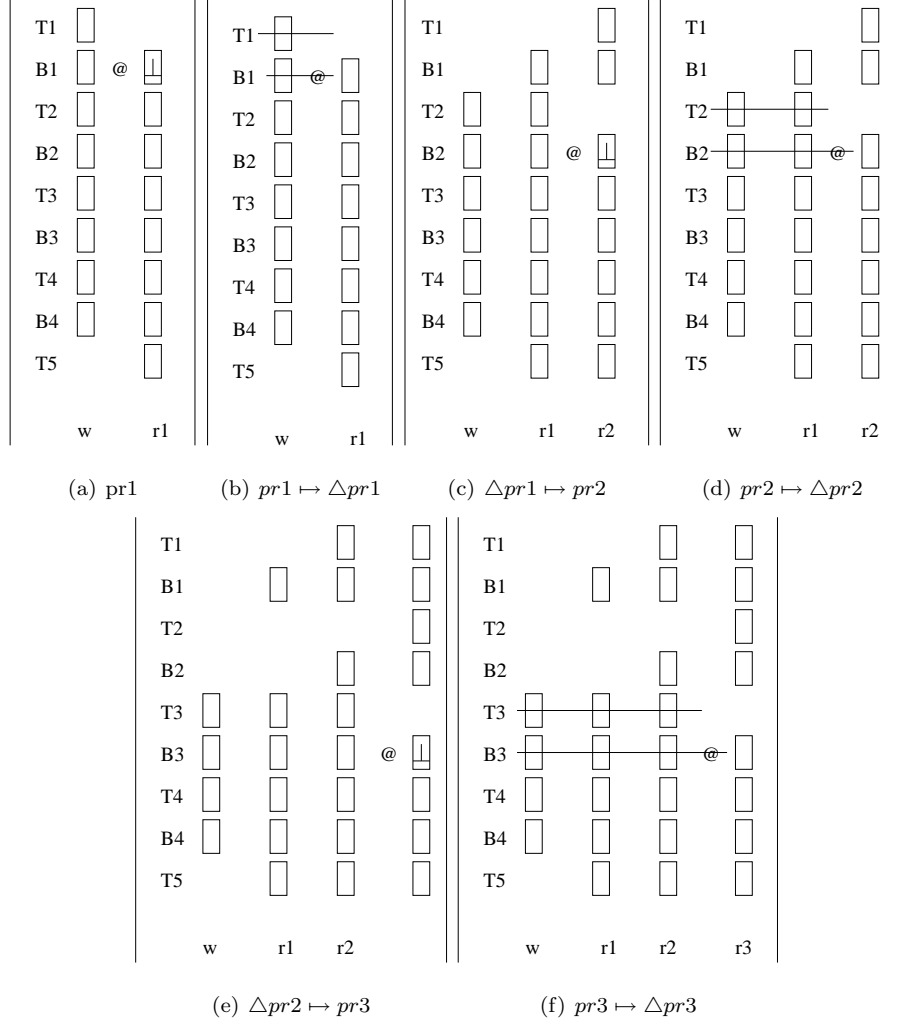 T1
B1 @ ⊥
T2
B2
T3
B3
T4
B4
T5
w r1
(a) pr1
T1
B1 @
T2
B2
T3
B3
T4
B4
T5
w r1
(b) pr1 ↦ △pr1
T1
B1
T2
B2 @ ⊥
T3
B3
T4
B4
T5
w r1 r2
(c) △pr1 ↦ pr2
T1
B1
T2
B2 @
T3
B3
T4
B4
T5
w r1 r2
(d) pr2 ↦ △pr2
T1
B1
T2
B2
T3
B3 @ ⊥
T4
B4
T5
w r1 r2
(e) △pr2 ↦ pr3
T1
B1
T2
B2
T3
B3 @
T4
B4
T5
w r1 r2 r3
(f) pr3 ↦ △pr3